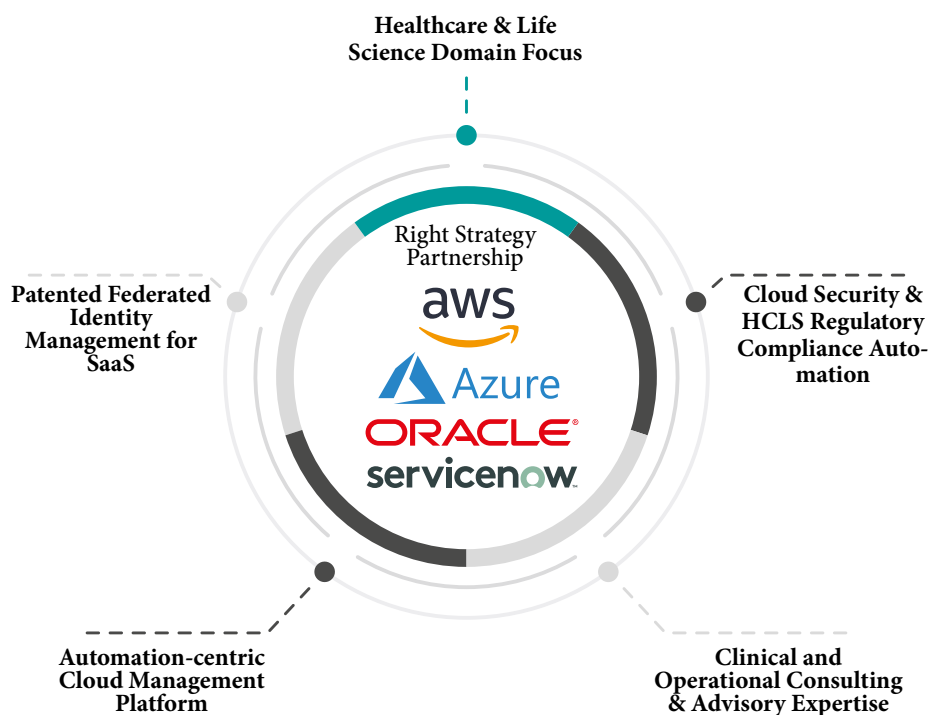 Healthcare & Life
Science Domain Focus
Right Strategy
Partnership
aws
Azure
ORACLE®
servicenow™
Patented Federated
Identity
Management for
SaaS
Cloud Security &
HCLS Regulatory
Compliance Auto-
mation
Automation-centric
Cloud Management
Platform
Clinical and
Operational Consulting
& Advisory Expertise